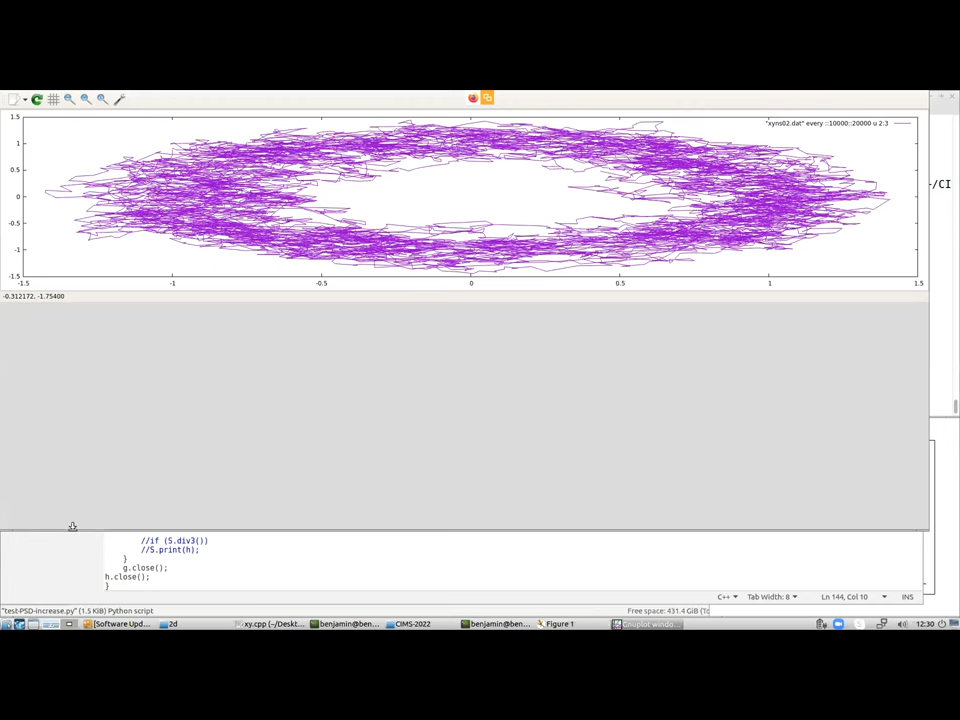 "xyns02.dat" every ::10000::20000 u 2:3
1.5
1
0.5
0
-0.5
-1
-1.5
-1.5 -1 -0.5 0 0.5 1 1.5
-0.312172, -1.75400
~/CI
//if (S.div3())
//S.print(h);
}
g.close();
h.close();
}
C++ Tab Width: 8 Ln 144, Col 10 INS
"test-PSD-increase.py" (1.5 KiB) Python script Free space: 431.4 GiB (To
[Software Upd... 2d xy.cpp (~/Deskt... benjamin@ben... CIMS-2022 benjamin@ben... Figure 1 Gnuplot windo... 12:30